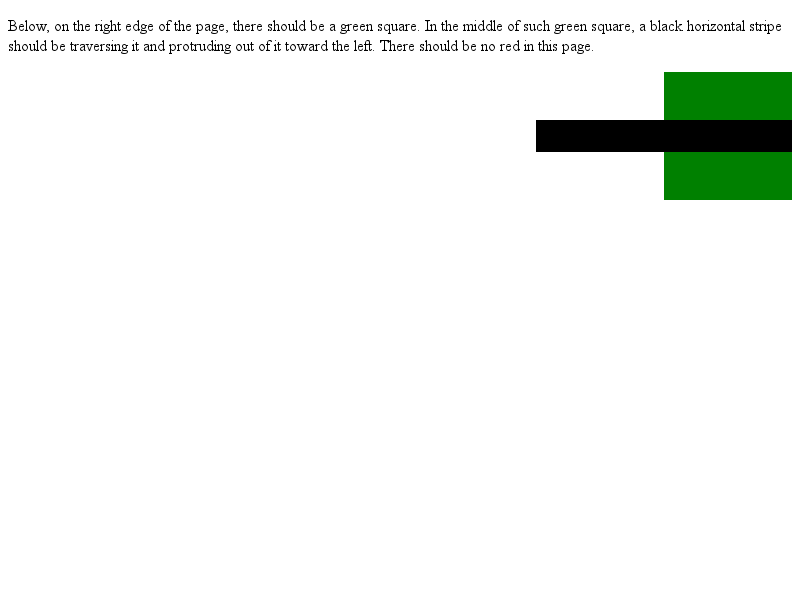 Below, on the right edge of the page, there should be a green square. In the middle of such green square, a black horizontal stripe
should be traversing it and protruding out of it toward the left. There should be no red in this page.